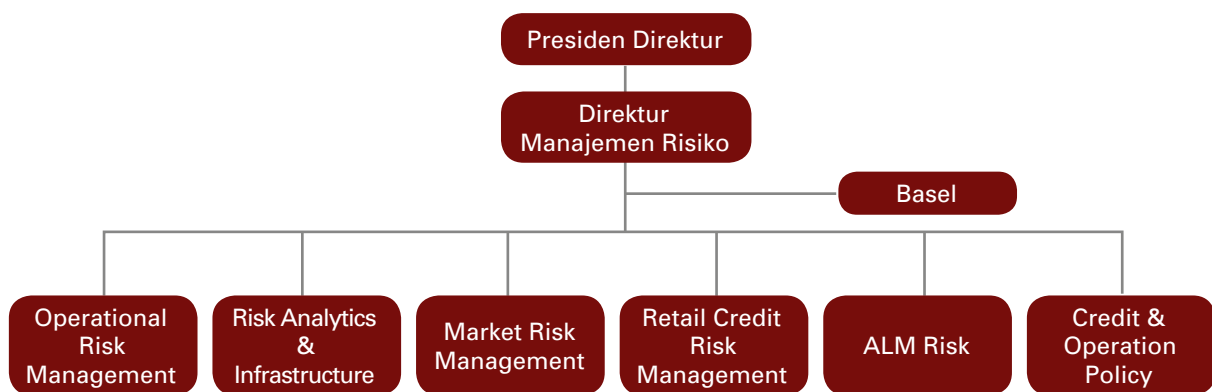 Presiden Direktur
Direktur
Manajemen Risiko
Basel
Operational
Risk
Management
Risk Analytics
&
Infrastructure
Market Risk
Management
Retail Credit
Risk
Management
ALM Risk
Credit &
Operation
Policy